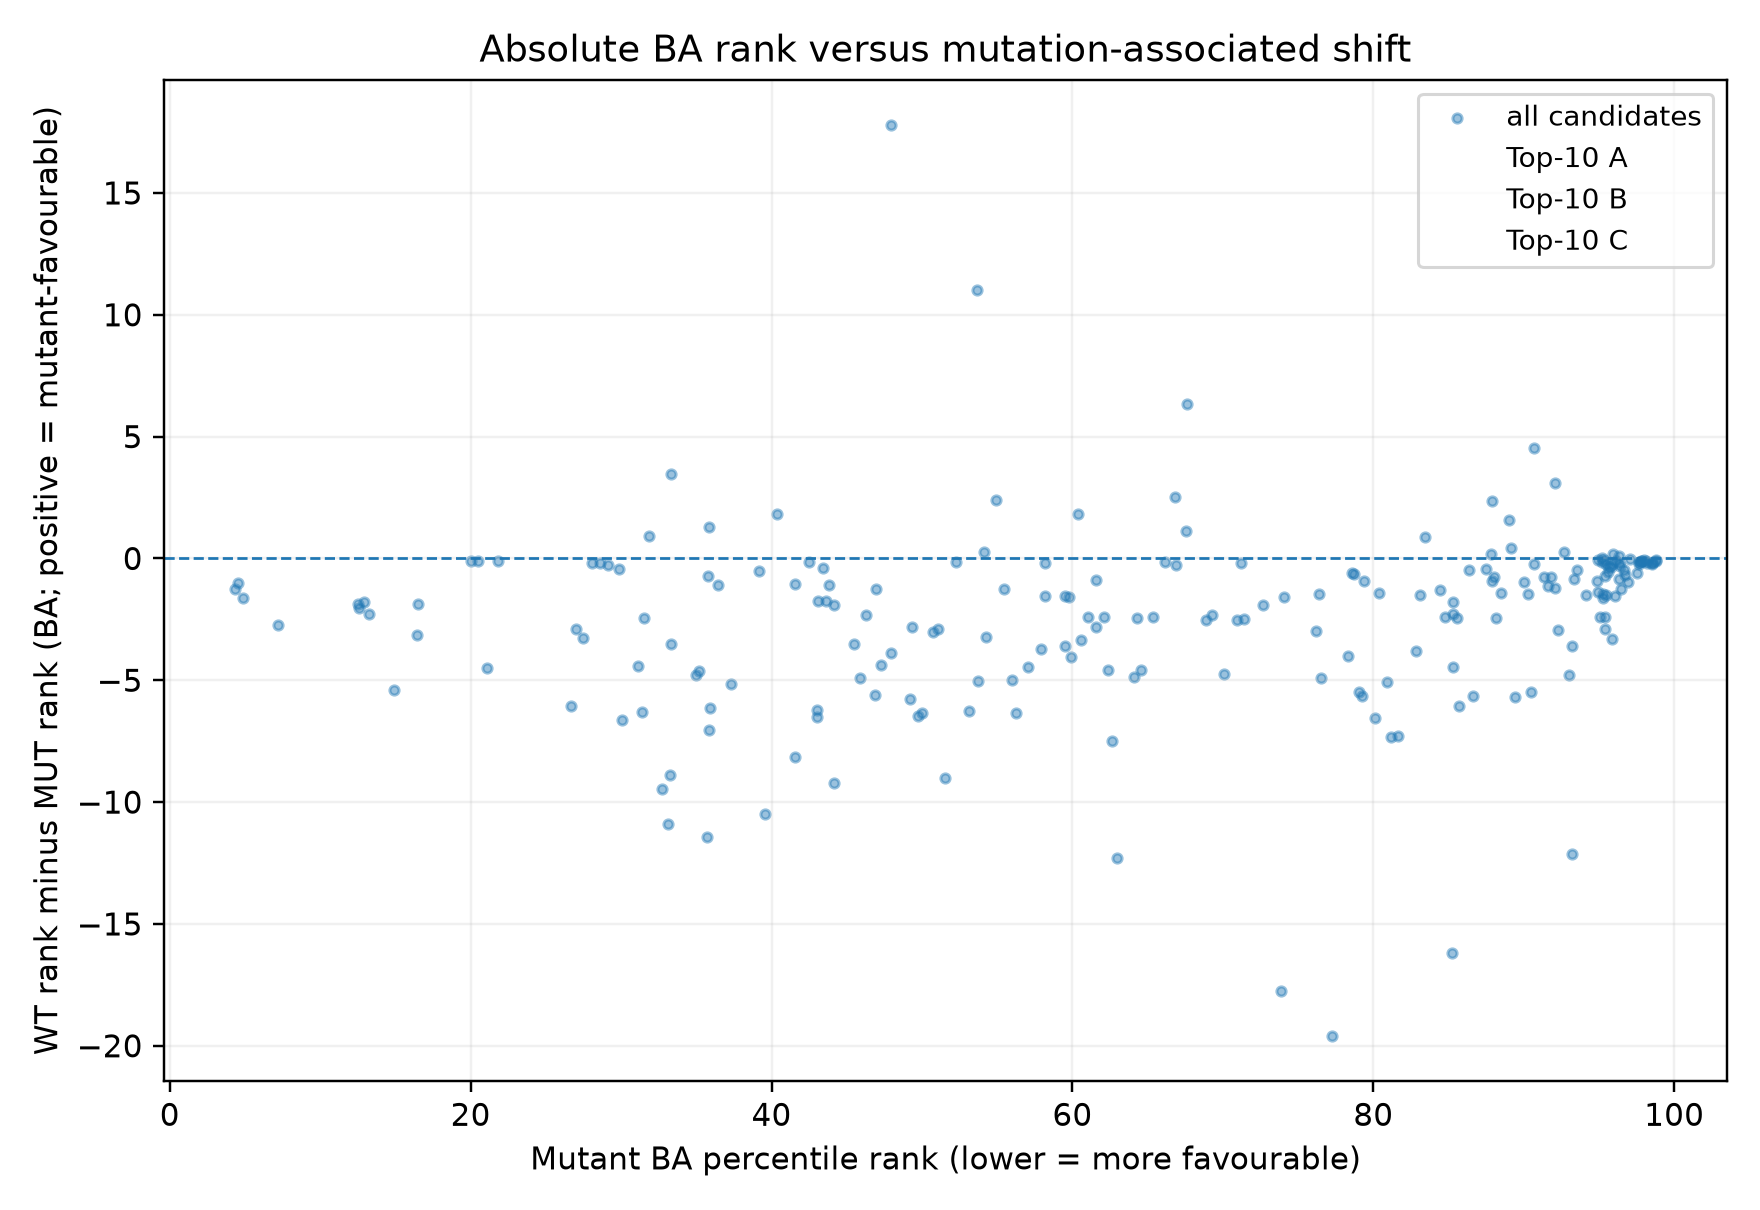 Absolute BA rank versus mutation-associated shift
WT rank minus MUT rank (BA; positive = mutant-favourable)
15
10
5
0
−5
−10
−15
−20
all candidates
Top-10 A
Top-10 B
Top-10 C
0 20 40 60 80 100
Mutant BA percentile rank (lower = more favourable)